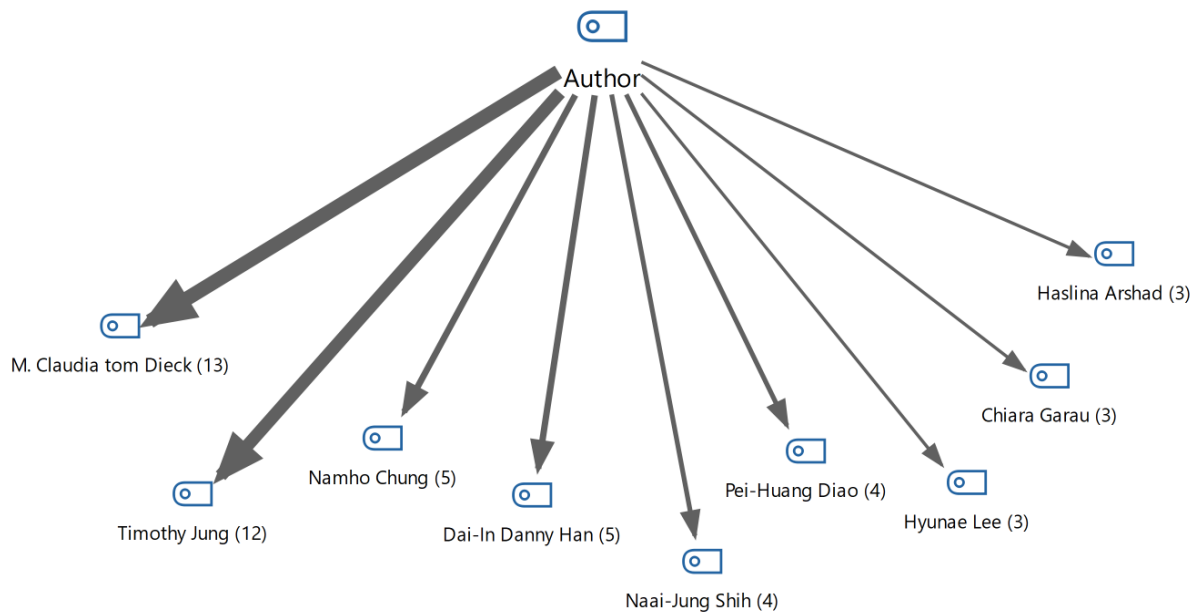 Author
Haslina Arshad (3)
M. Claudia tom Dieck (13)
Chiara Garau (3)
Namho Chung (5)
Pei-Huang Diao (4)
Hyunae Lee (3)
Timothy Jung (12)
Dai-In Danny Han (5)
Naai-Jung Shih (4)